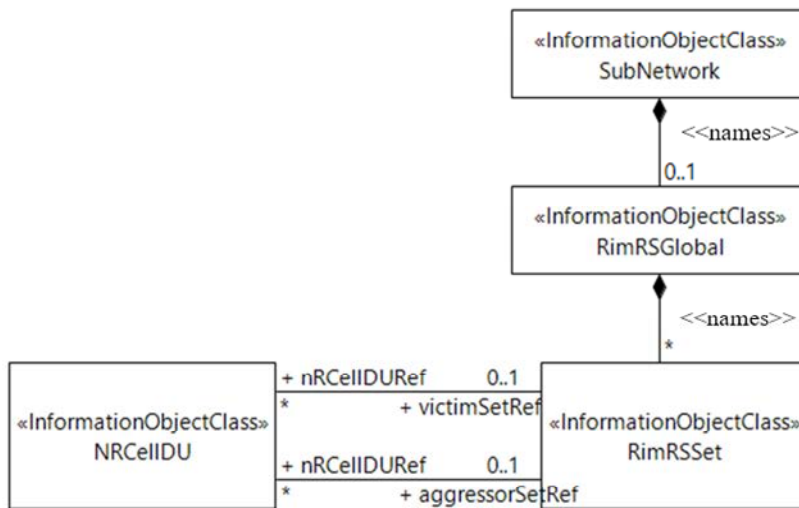 «InformationObjectClass»
SubNetwork
<<names>>
0..1
«InformationObjectClass»
RimRSGlobal
<<names>>
*
+ nRCellDURef 0..1
* + victimSetRef
«InformationObjectClass»
NRCellDU
«InformationObjectClass»
RimRSSet
+ nRCellDURef 0..1
* + aggressorSetRef